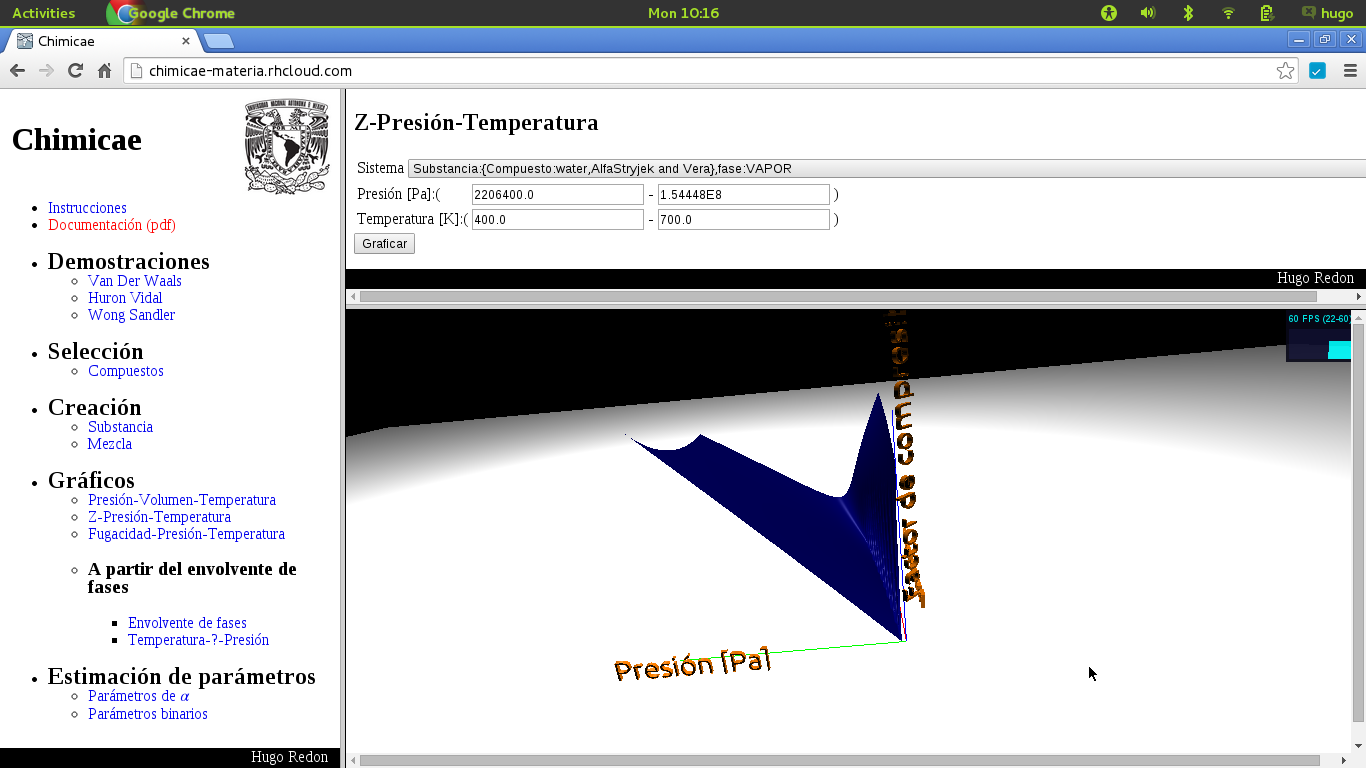 Activities
Google Chrome
Mon 10:16
hugo
Chimicae
chimicae-materia.rhcloud.com
Chimicae
Instrucciones
Documentación (pdf)
Demostraciones
Van Der Waals
Huron Vidal
Wong Sandler
Selección
Compuestos
Creación
Substancia
Mezcla
Gráficos
Presión-Volumen-Temperatura
Z-Presión-Temperatura
Fugacidad-Presión-Temperatura
A partir del envolvente de
fases
Envolvente de fases
Temperatura-?-Presión
Estimación de parámetros
Parámetros de α
Parámetros binarios
Hugo Redon
Z-Presión-Temperatura
Sistema Substancia:{Compuesto:water,AlfaStryjek and Vera},fase:VAPOR
Presión [Pa]:( 2206400.0 - 1.54448E8 )
Temperatura [K]:( 400.0 - 700.0 )
Graficar
Hugo Redon
60 FPS (22-60)
Presión [Pa]